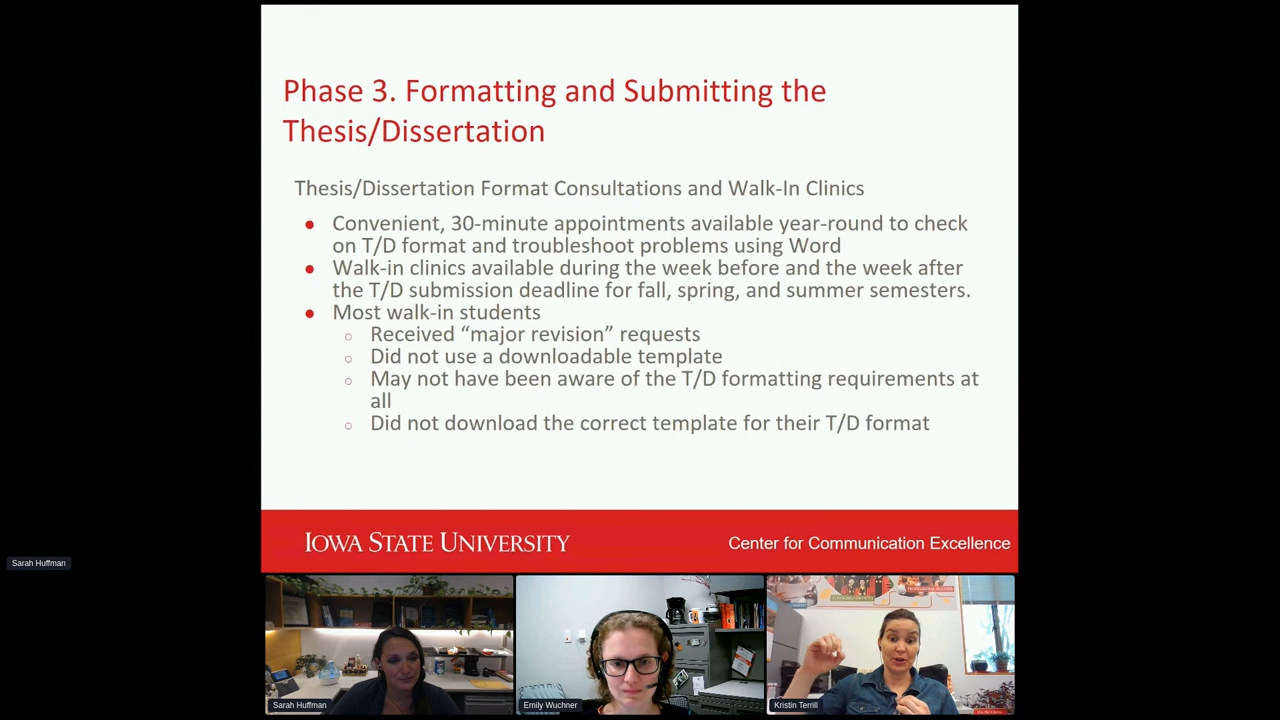 Phase 3. Formatting and Submitting the
Thesis/Dissertation
Thesis/Dissertation Format Consultations and Walk-In Clinics
● Convenient, 30-minute appointments available year-round to check
on T/D format and troubleshoot problems using Word
● Walk-in clinics available during the week before and the week after
the T/D submission deadline for fall, spring, and summer semesters.
● Most walk-in students
○ Received “major revision” requests
○ Did not use a downloadable template
○ May not have been aware of the T/D formatting requirements at
all
○ Did not download the correct template for their T/D format
IOWA STATE UNIVERSITY
Center for Communication Excellence
Sarah Huffman
Sarah Huffman
Emily Wuchner
Kristin Terrill